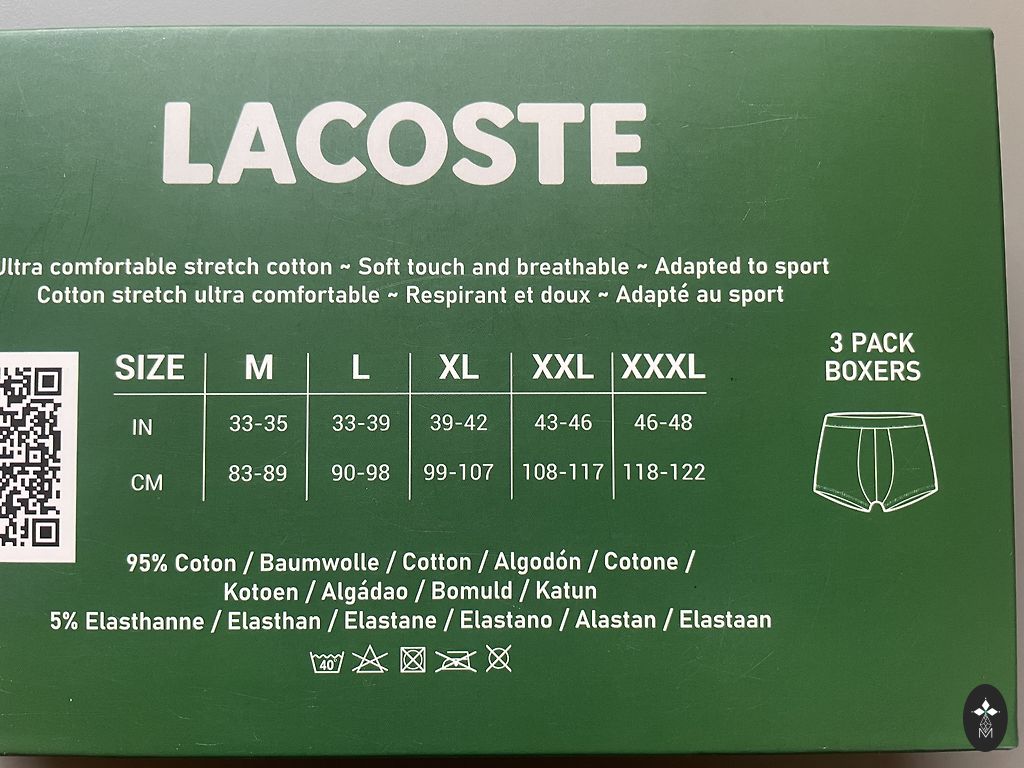 LACOSTE
Ultra comfortable stretch cotton ~ Soft touch and breathable ~ Adapted to sport
Cotton stretch ultra comfortable ~ Respirant et doux ~ Adapté au sport
3 PACK
BOXERS
SIZE M L XL XXL XXXL
IN 33-35 33-39 39-42 43-46 46-48
CM 83-89 90-98 99-107 108-117 118-122
95% Coton / Baumwolle / Cotton / Algodón / Cotone /
Kotoen / Algádao / Bomuld / Katun
5% Elasthanne / Elasthan / Elastane / Elastano / Alastan / Elastaan
40
M